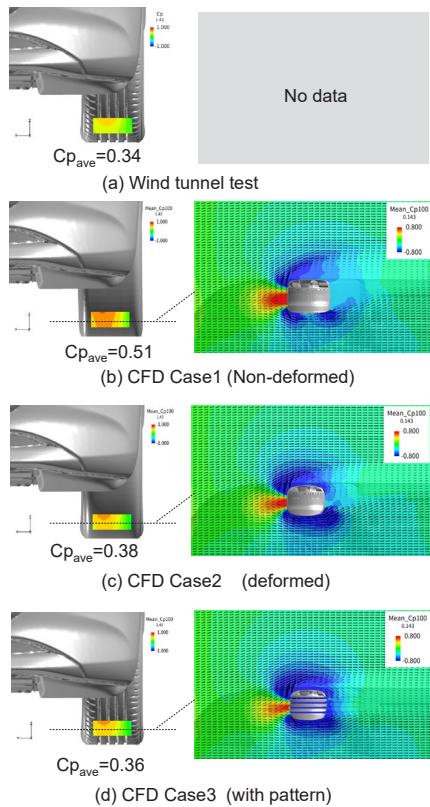 Cp
1.43
1.000
-1.000
No data
Cpave=0.34
(a) Wind tunnel test
Mean_Cp100
1.000
-1.000
Mean_Cp100
0.143
0.800
-0.800
Cpave=0.51
(b) CFD Case1 (Non-deformed)
Mean_Cp100
1.000
Mean_Cp100
0.143
0.800
-0.800
Cpave=0.38
(c) CFD Case2 (deformed)
Mean_Cp100
1.000
-1.000
Mean_Cp100
0.143
0.800
-0.800
Cpave=0.36
(d) CFD Case3 (with pattern)